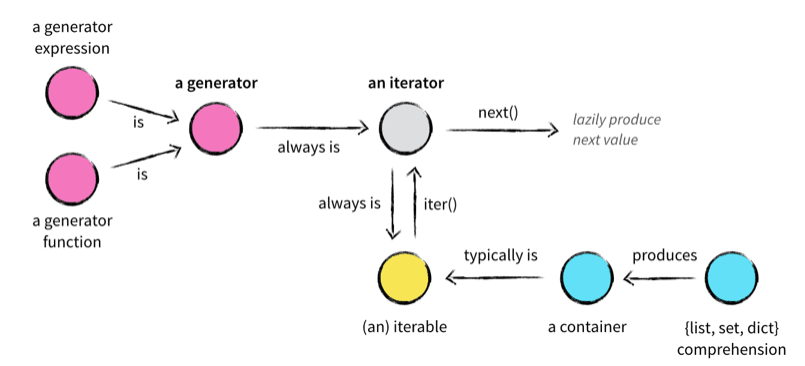 a generator
expression
a generator
an iterator
next()
lazily produce
next value
is
always is
is
a generator
function
always is
iter()
typically is
produces
(an) iterable
a container
{list, set, dict}
comprehension